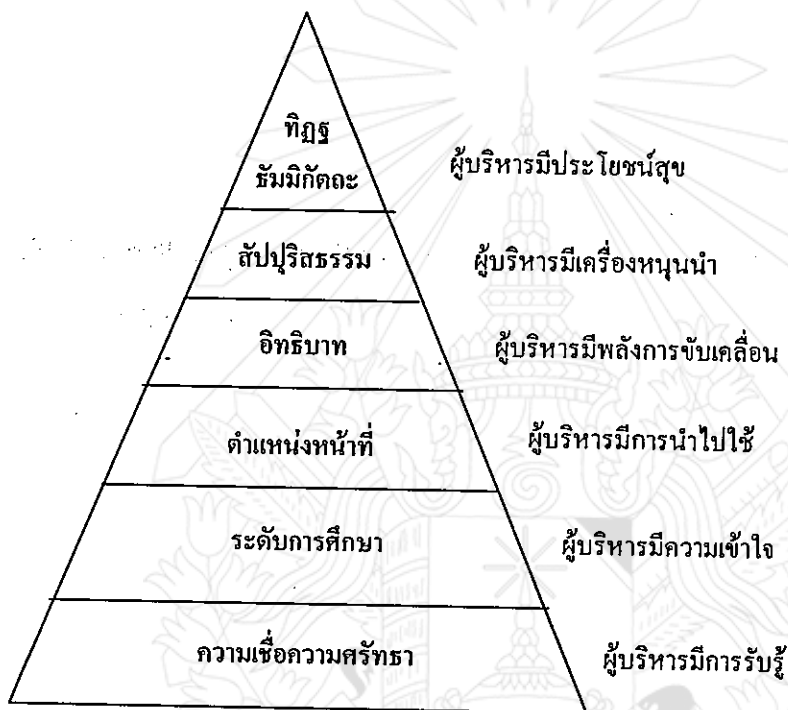 ทิฏฐ
ธัมมิกัตถะ
ผู้บริหารมีประโยชน์สุข
สัปปุริสธรรม
ผู้บริหารมีเครื่องหนุนนำ
อิทธิบาท
ผู้บริหารมีพลังการขับเคลื่อน
ตำแหน่งหน้าที่
ผู้บริหารมีการนำไปใช้
ระดับการศึกษา
ผู้บริหารมีความเข้าใจ
ความเชื่อความศรัทธา
ผู้บริหารมีการรับรู้